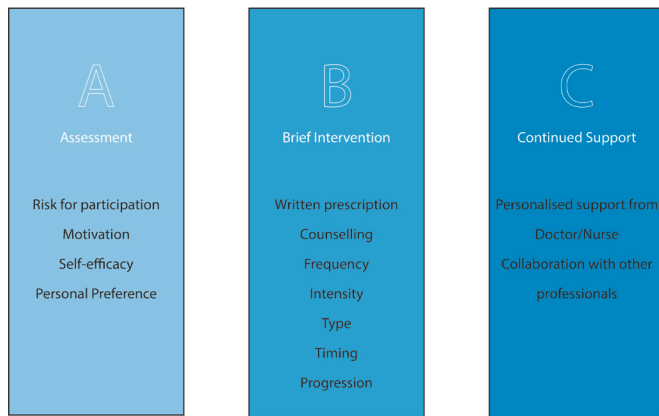 A
Assessment
Risk for participation
Motivation
Self-efficacy
Personal Preference
B
Brief Intervention
Written prescription
Counselling
Frequency
Intensity
Type
Timing
Progression
C
Continued Support
Personalised support from
Doctor/Nurse
Collaboration with other
professionals